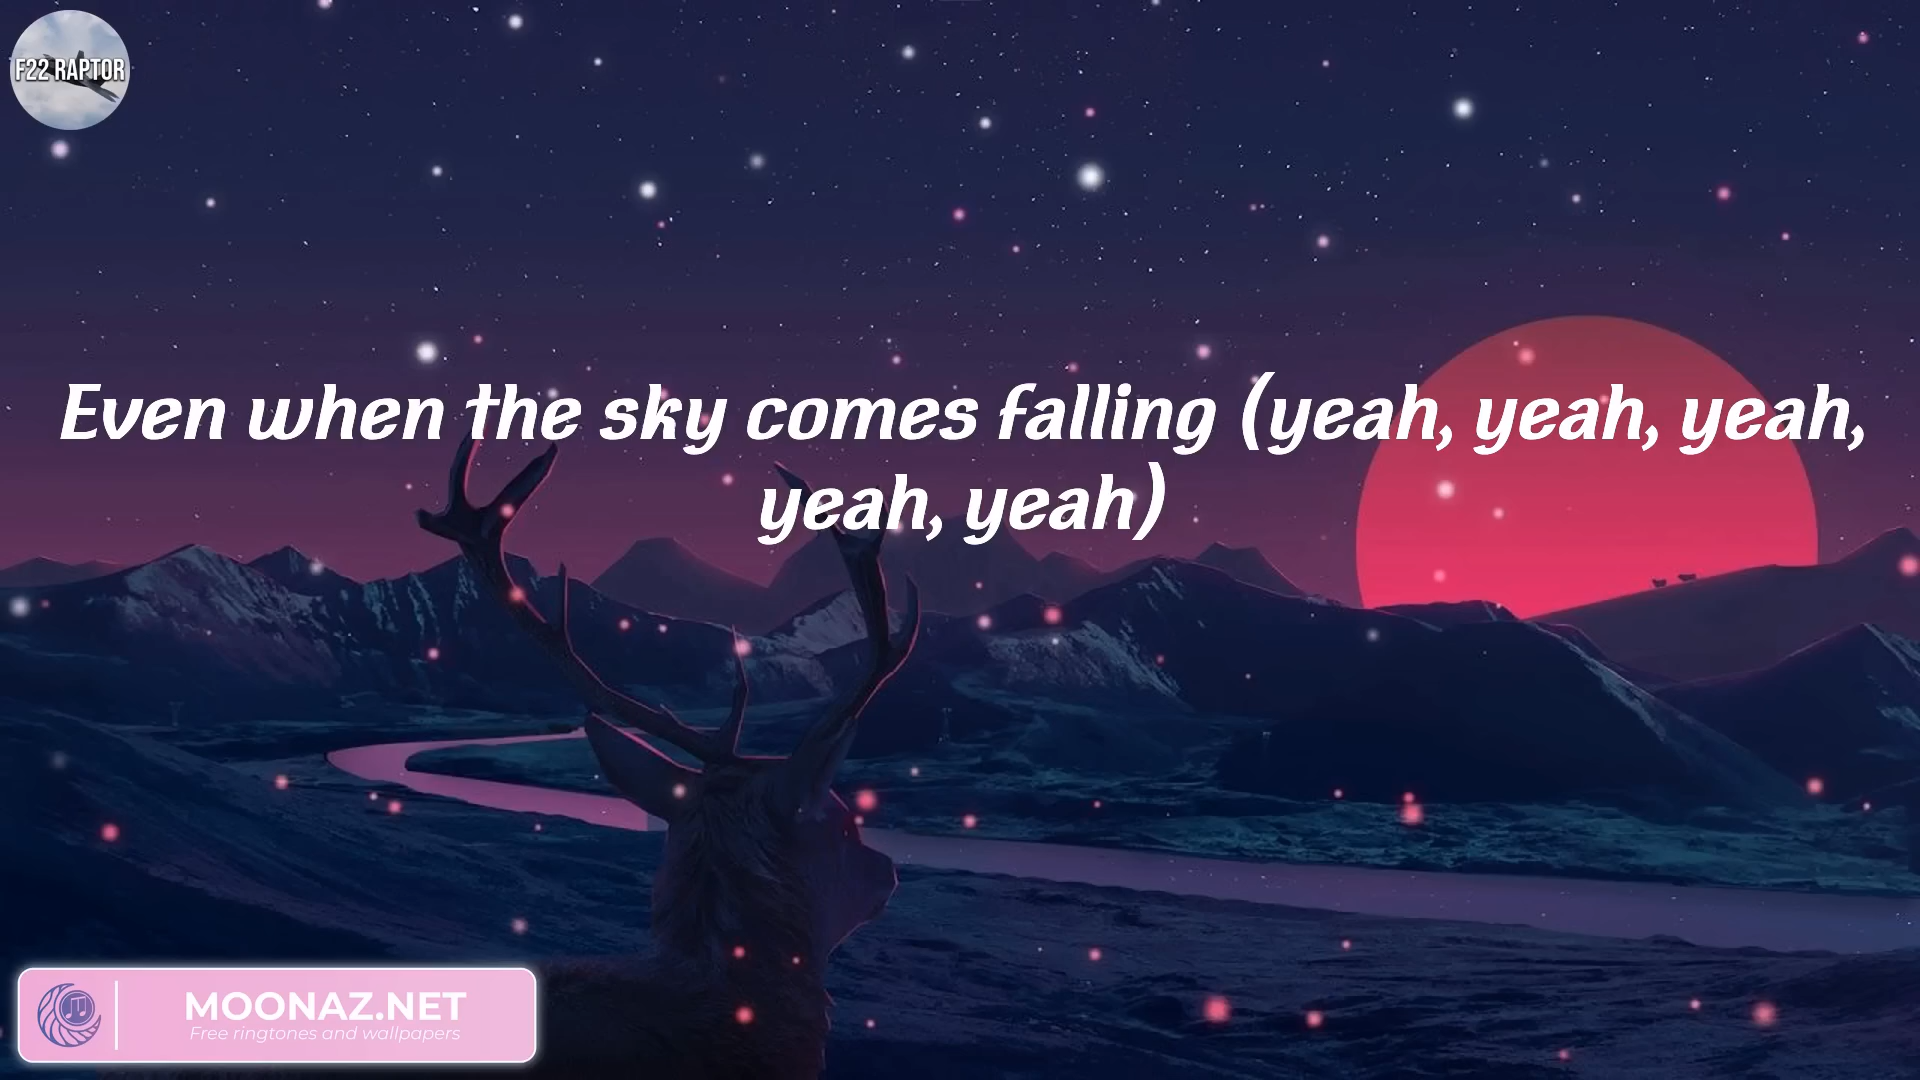 F22 RAPTOR
Even when the sky comes falling (yeah, yeah, yeah,
yeah, yeah)
MOONAZ.NET
Free ringtones and wallpapers